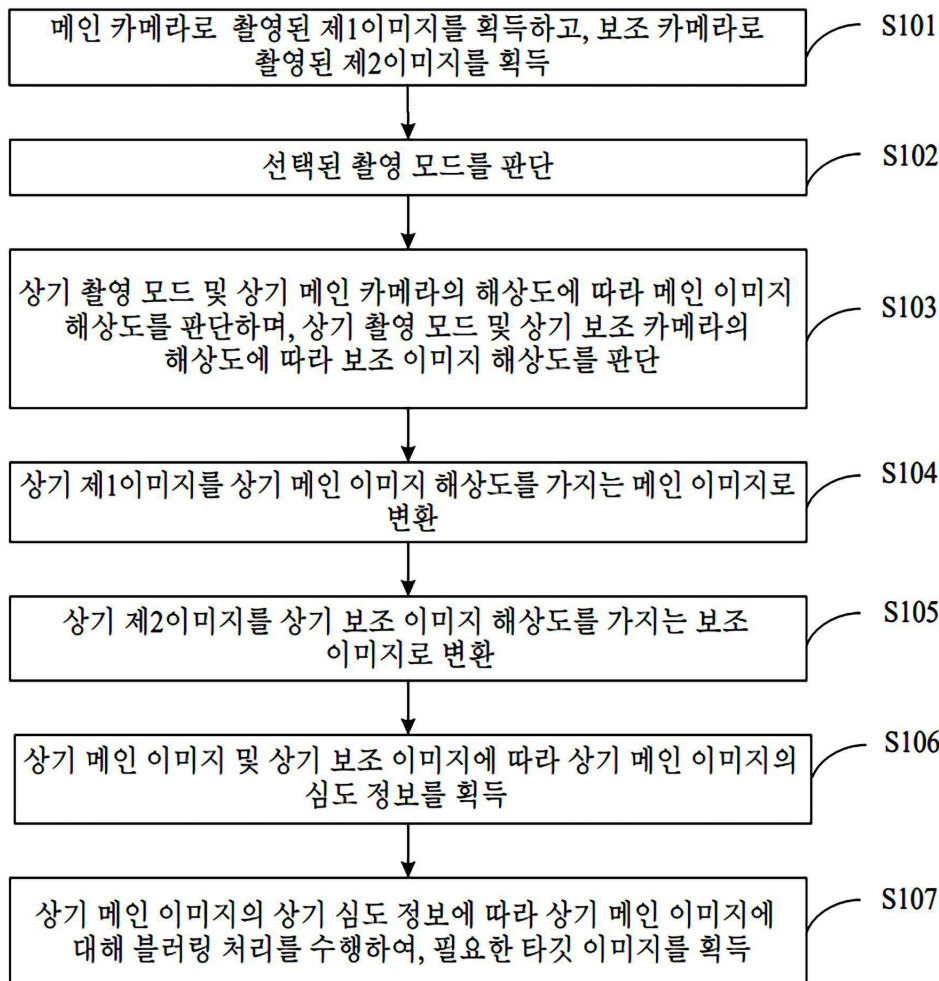 메인 카메라로 촬영된 제1이미지를 획득하고, 보조 카메라로
촬영된 제2이미지를 획득
S101
선택된 촬영 모드를 판단
S102
상기 촬영 모드 및 상기 메인 카메라의 해상도에 따라 메인 이미지
해상도를 판단하며, 상기 촬영 모드 및 상기 보조 카메라의
해상도에 따라 보조 이미지 해상도를 판단
S103
상기 제1이미지를 상기 메인 이미지 해상도를 가지는 메인 이미지로
변환
S104
상기 제2이미지를 상기 보조 이미지 해상도를 가지는 보조
이미지로 변환
S105
상기 메인 이미지 및 상기 보조 이미지에 따라 상기 메인 이미지의
심도 정보를 획득
S106
상기 메인 이미지의 상기 심도 정보에 따라 상기 메인 이미지에
대해 블러링 처리를 수행하여, 필요한 타깃 이미지를 획득
S107